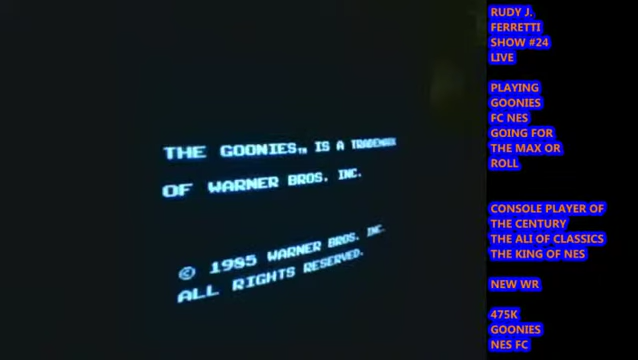 THE GOONIES™ IS A TRADEMARK
OF WARNER BROS. INC.
© 1985 WARNER BROS. INC.
ALL RIGHTS RESERVED.
RUDY J.
FERRETTI
SHOW #24
LIVE
PLAYING
GOONIES
FC NES
GOING FOR
THE MAX OR
ROLL
CONSOLE PLAYER OF
THE CENTURY
THE ALI OF CLASSICS
THE KING OF NES
NEW WR
475K
GOONIES
NES FC